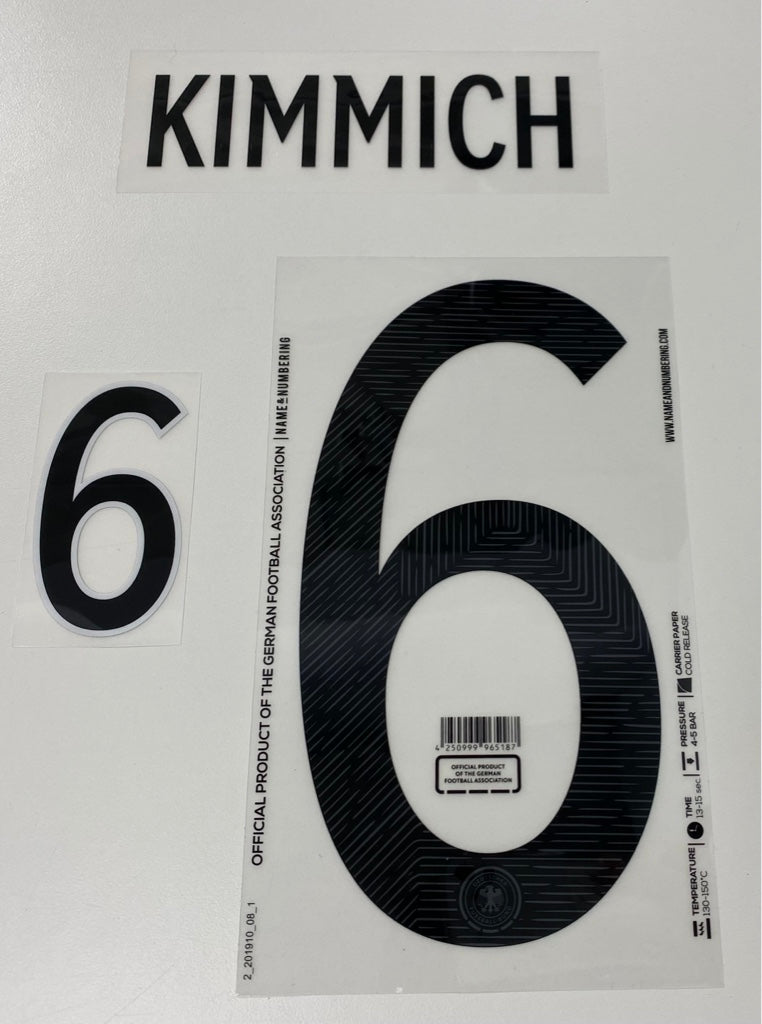 KIMMICH
6
6
OFFICIAL PRODUCT OF THE GERMAN FOOTBALL ASSOCIATION | NAME&NUMBERING
WWW.NAMEANDNUMBERING.COM
4 250999 965187
OFFICIAL PRODUCT
OF THE GERMAN
FOOTBALL ASSOCIATION
TEMPERATURE
130-150°C
TIME
13-15 sec.
PRESSURE
4-5 BAR
CARRIER PAPER
COLD RELEASE
2_201910_08_1